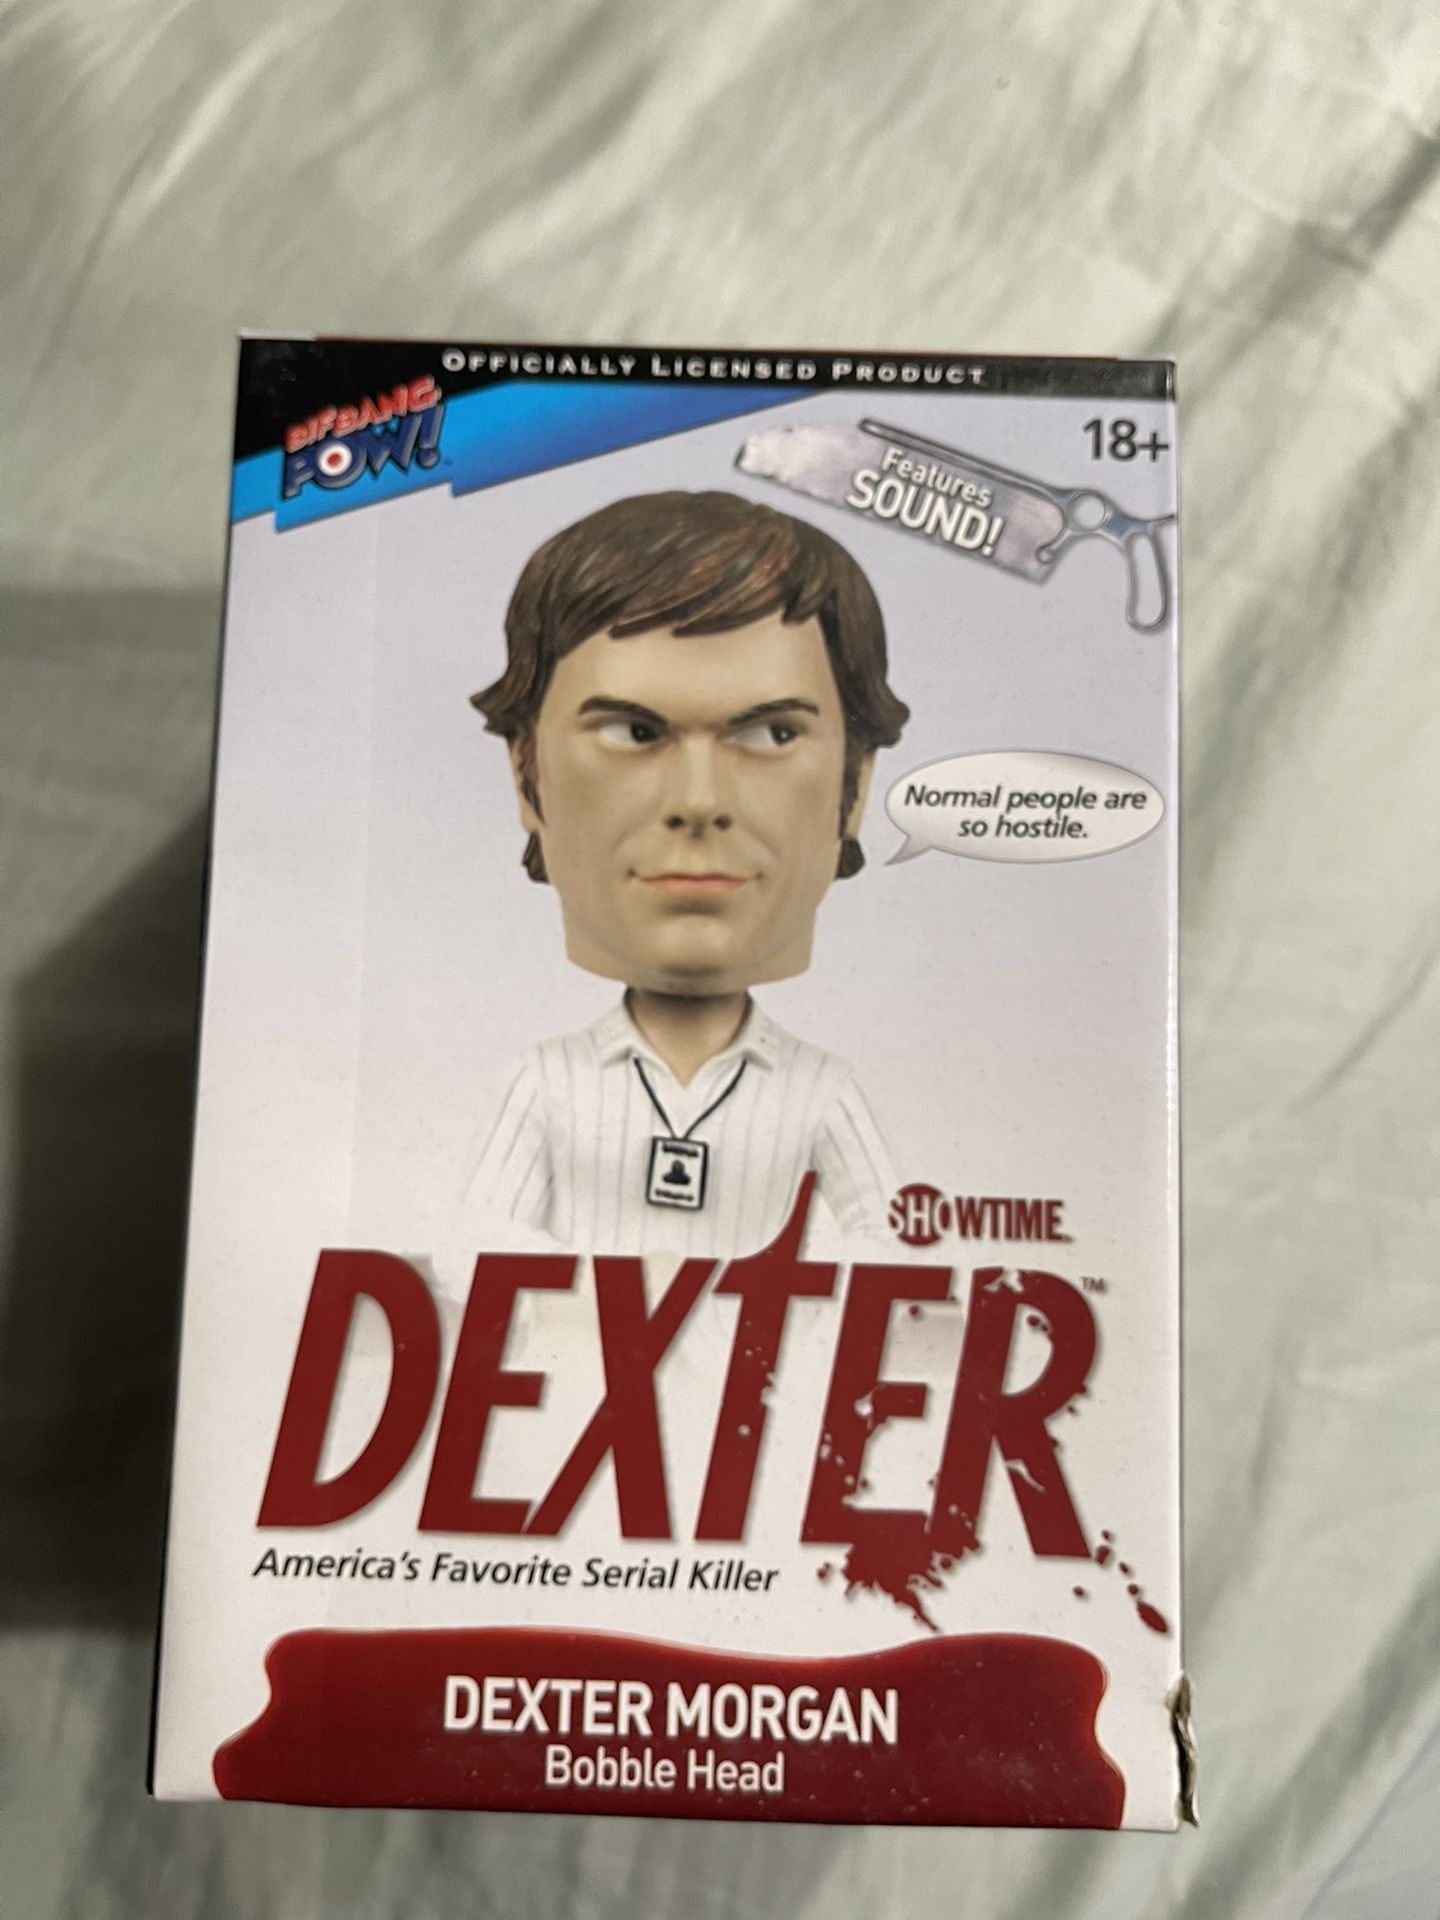 OFFICIALLY LICENSED PRODUCT
BIFBANG
POW!
18+
Features
SOUND!
Normal people are
so hostile.
SHOWTIME
DEXTER™
America's Favorite Serial Killer
DEXTER MORGAN
Bobble Head